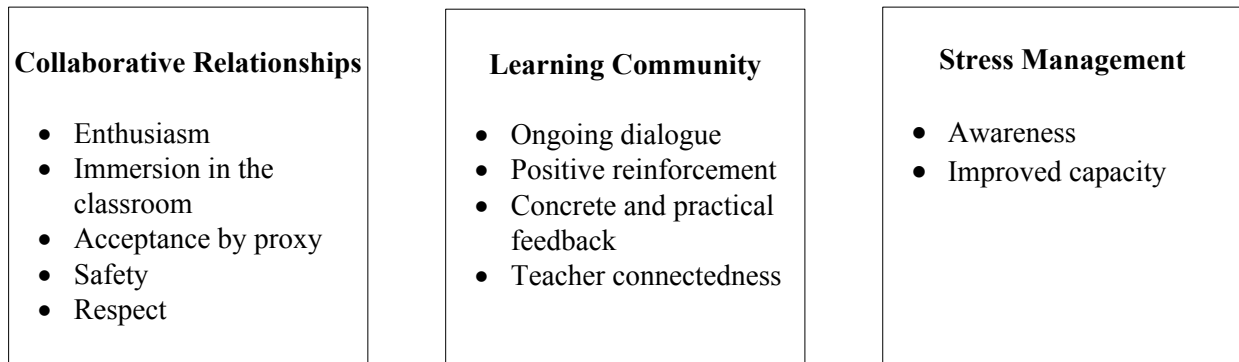 Collaborative Relationships
• Enthusiasm
• Immersion in the
classroom
• Acceptance by proxy
• Safety
• Respect
Learning Community
• Ongoing dialogue
• Positive reinforcement
• Concrete and practical
feedback
• Teacher connectedness
Stress Management
• Awareness
• Improved capacity